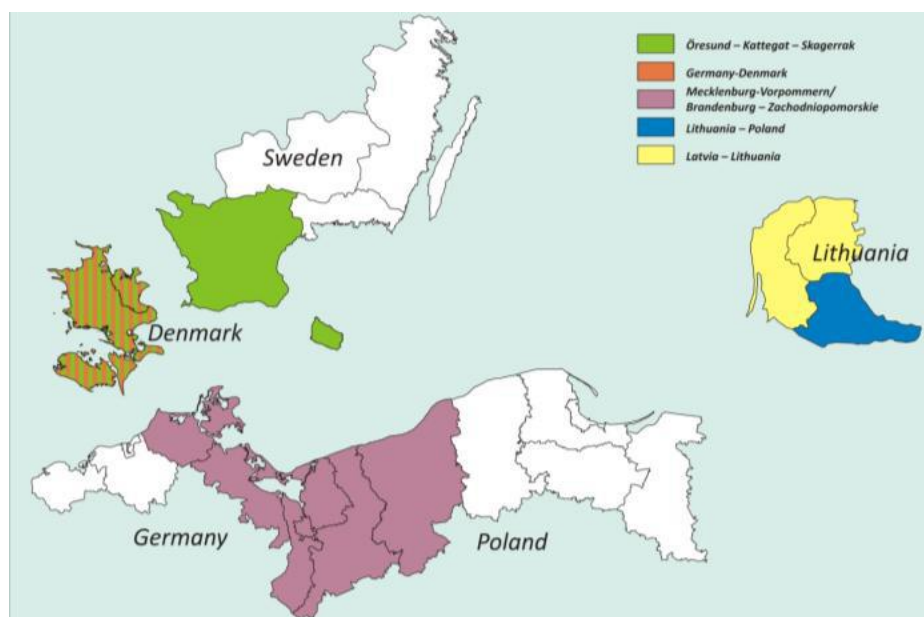 Öresund – Kattegat – Skagerrak
Germany-Denmark
Mecklenburg-Vorpommern/
Brandenburg – Zachodniopomorskie
Lithuania – Poland
Latvia – Lithuania
Sweden
Lithuania
Denmark
Germany
Poland